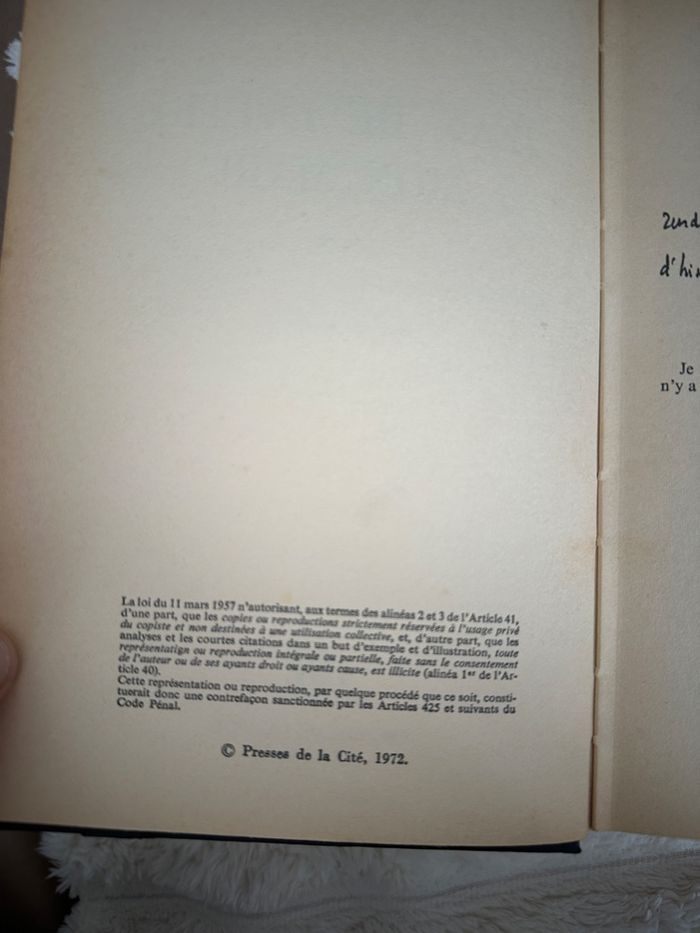 La loi du 11 mars 1957 n'autorisant, aux termes des alinéas 2 et 3 de l'Article 41,
d'une part, que les copies ou reproductions strictement réservées à l'usage privé
du copiste et non destinées à une utilisation collective, et, d'autre part, que les
analyses et les courtes citations dans un but d'exemple et d'illustration, toute
représentation ou reproduction intégrale ou partielle, faite sans le consentement
de l'auteur ou de ses ayants droit ou ayants cause, est illicite (alinéa 1er de l'Ar-
ticle 40).
Cette représentation ou reproduction, par quelque procédé que ce soit, consti-
tuerait donc une contrefaçon sanctionnée par les Articles 425 et suivants du
Code Pénal.
© Presses de la Cité, 1972.
Je
n'y a